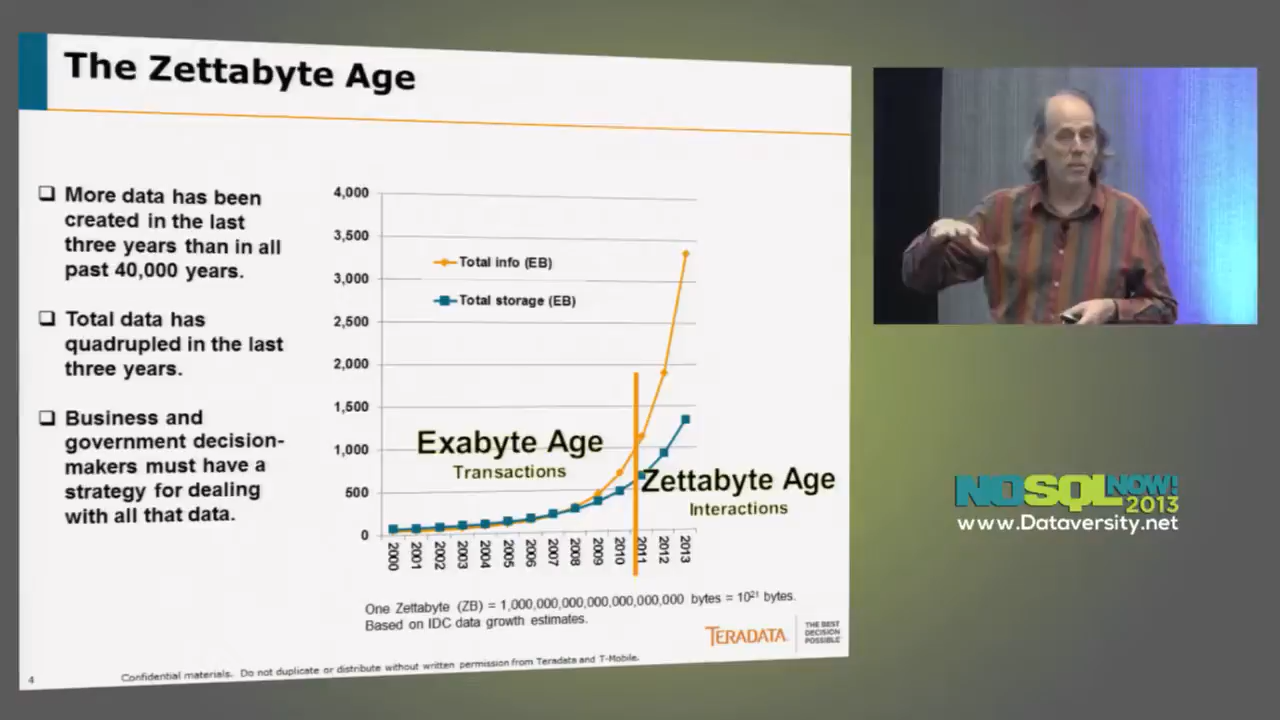 The Zettabyte Age
❑ More data has been
created in the last
three years than in all
past 40,000 years.
❑ Total data has
quadrupled in the last
three years.
❑ Business and
government decision-
makers must have a
strategy for dealing
with all that data.
4,000
3,500
3,000
2,500
2,000
1,500
1,000
500
0
Total info (EB)
Total storage (EB)
Exabyte Age
Transactions
Zettabyte Age
Interactions
2000 2001 2002 2003 2004 2005 2006 2007 2008 2009 2010 2011 2012 2013
One Zettabyte (ZB) = 1,000,000,000,000,000,000,000 bytes = 10²¹ bytes.
Based on IDC data growth estimates.
TERADATA
THE BEST
DECISION
POSSIBLE
4
Confidential materials. Do not duplicate or distribute without written permission from Teradata and T-Mobile.
NOSQL NOW!
2013
www.Dataversity.net